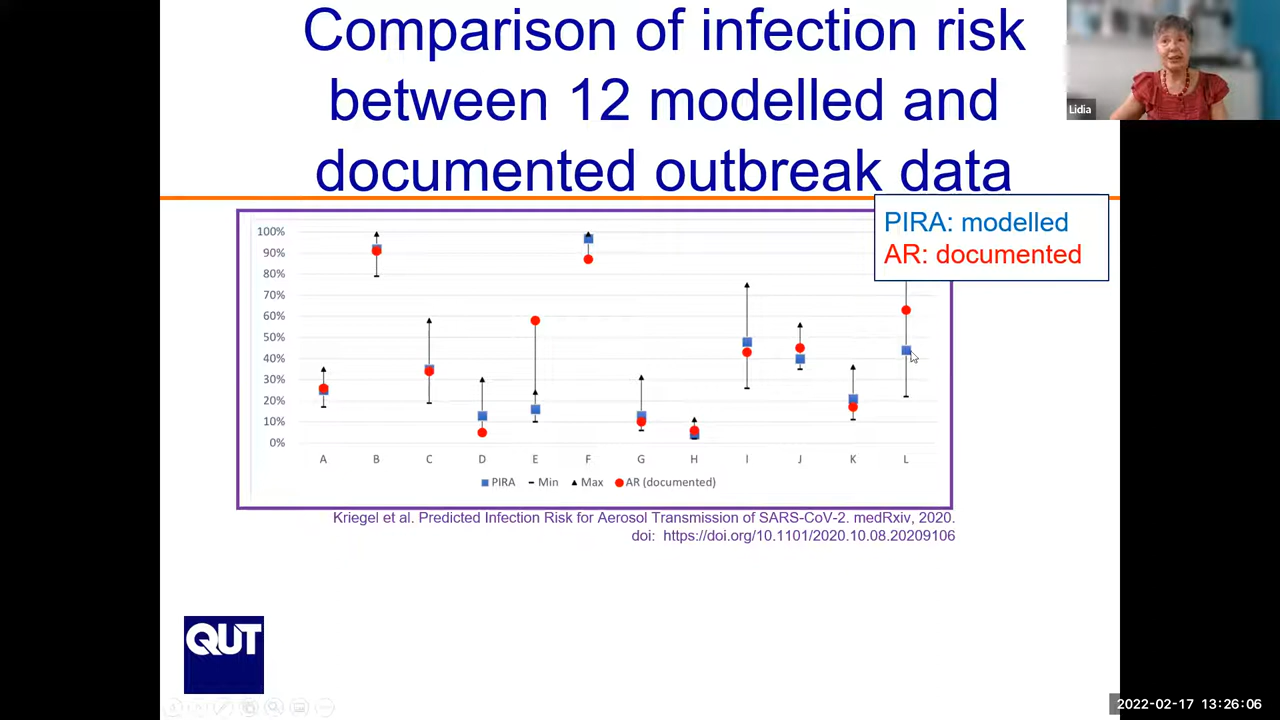 Comparison of infection risk
between 12 modelled and
documented outbreak data
Lidia
PIRA: modelled
AR: documented
100%
90%
80%
70%
60%
50%
40%
30%
20%
10%
0%
A B C D E F G H I J K L
PIRA Min Max AR (documented)
Kriegel et al. Predicted Infection Risk for Aerosol Transmission of SARS-CoV-2. medRxiv, 2020.
doi: https://doi.org/10.1101/2020.10.08.20209106
QUT
2022-02-17 13:26:06